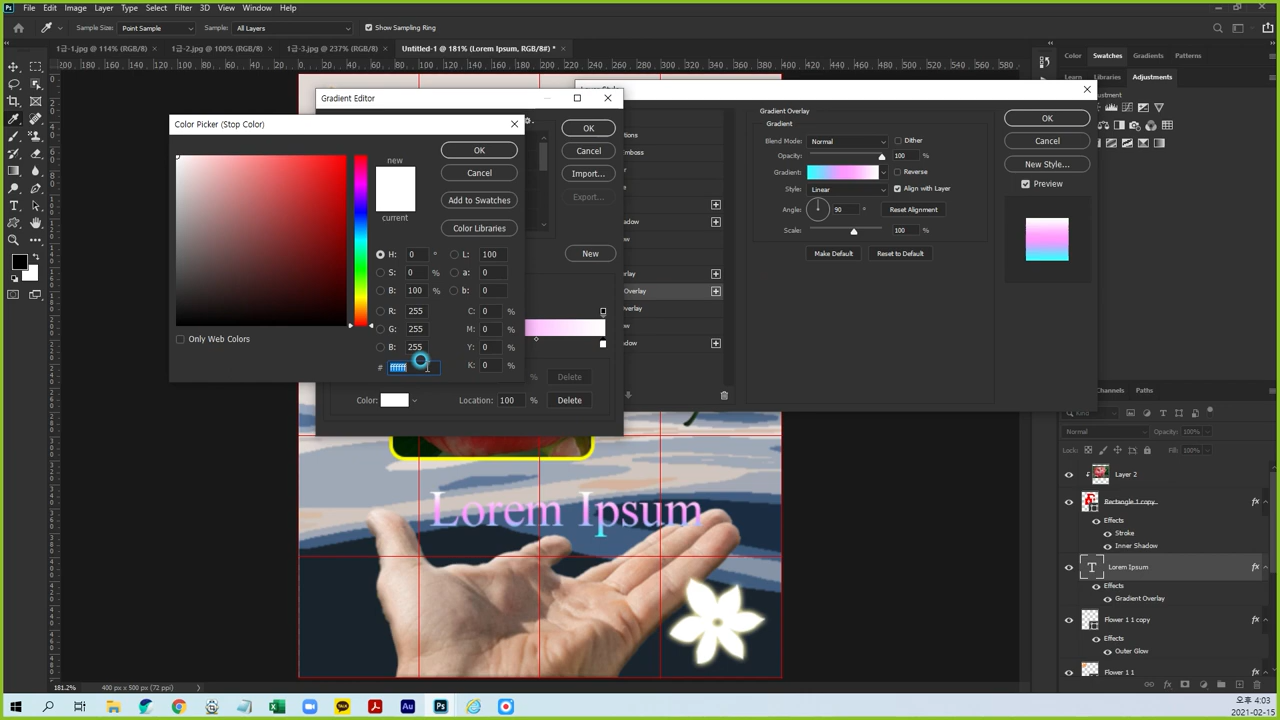 File Edit Image Layer Type Select Filter 3D View Window Help
Sample Size: Point Sample Sample: All Layers Show Sampling Ring
1급-1.jpg @ 114% (RGB/8) × 1급-2.jpg @ 100% (RGB/8) × 1급-3.jpg @ 237% (RGB/8) × Untitled-1 @ 181% (Lorem Ipsum, RGB/8#) * ×
Color Swatches Gradients Patterns
Learn Libraries Adjustments
Gradient Editor
OK
Cancel
Import...
Export...
New
Color: Location: 100 % Delete
% Delete
Color Picker (Stop Color)
new
current
OK
Cancel
Add to Swatches
Color Libraries
H: 0 ° L: 100
S: 0 % a: 0
B: 100 % b: 0
R: 255 C: 0 %
G: 255 M: 0 %
B: 255 Y: 0 %
# ffffff K: 0 %
Only Web Colors
Gradient Overlay
Gradient
Blend Mode: Normal Dither
Opacity: 100 %
Gradient: Reverse
Style: Linear Align with Layer
Angle: 90 ° Reset Alignment
Scale: 100 %
Make Default Reset to Default
OK
Cancel
New Style...
Preview
Lorem Ipsum
Channels Paths
Kind
Normal Opacity: 100%
Lock: Fill: 100%
Layer 2
Rectangle 1 copy fx
Effects
Stroke
Inner Shadow
T Lorem Ipsum fx
Effects
Gradient Overlay
Flower 1 1 copy fx
Effects
Outer Glow
Flower 1 1 fx
181.2% 400 px x 500 px (72 ppi)
오후 4:03
2021-02-15